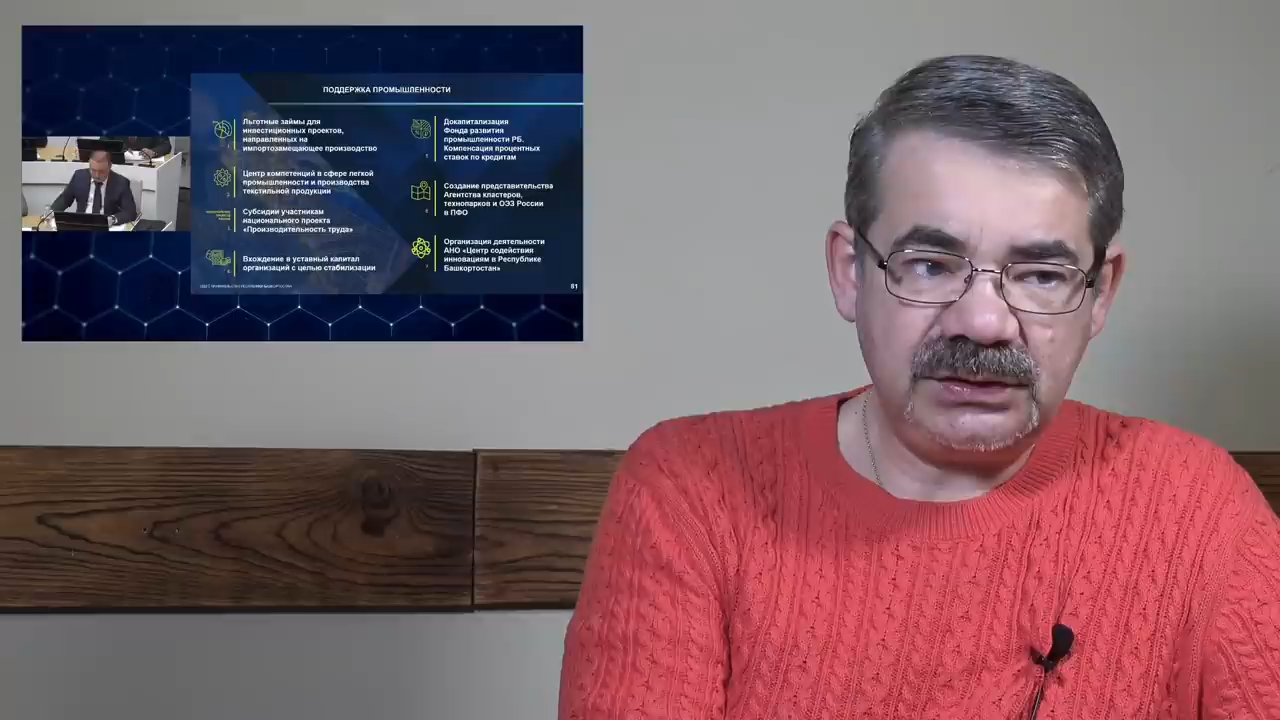 ПОДДЕРЖКА ПРОМЫШЛЕННОСТИ
Льготные займы для
инвестиционных проектов,
направленных на
импортозамещающее производство
Центр компетенций в сфере легкой
промышленности и производства
текстильной продукции
Субсидии участникам
национального проекта
«Производительность труда»
Вхождение в уставный капитал
организаций с целью стабилизации
Докапитализация
Фонда развития
промышленности РБ.
Компенсация процентных
ставок по кредитам
Создание представительства
Агентства кластеров,
технопарков и ОЭЗ России
в ПФО
Организация деятельности
АНО «Центр содействия
инновациям в Республике
Башкортостан»
ПРАВИТЕЛЬСТВО РЕСПУБЛИКИ БАШКОРТОСТАН
81